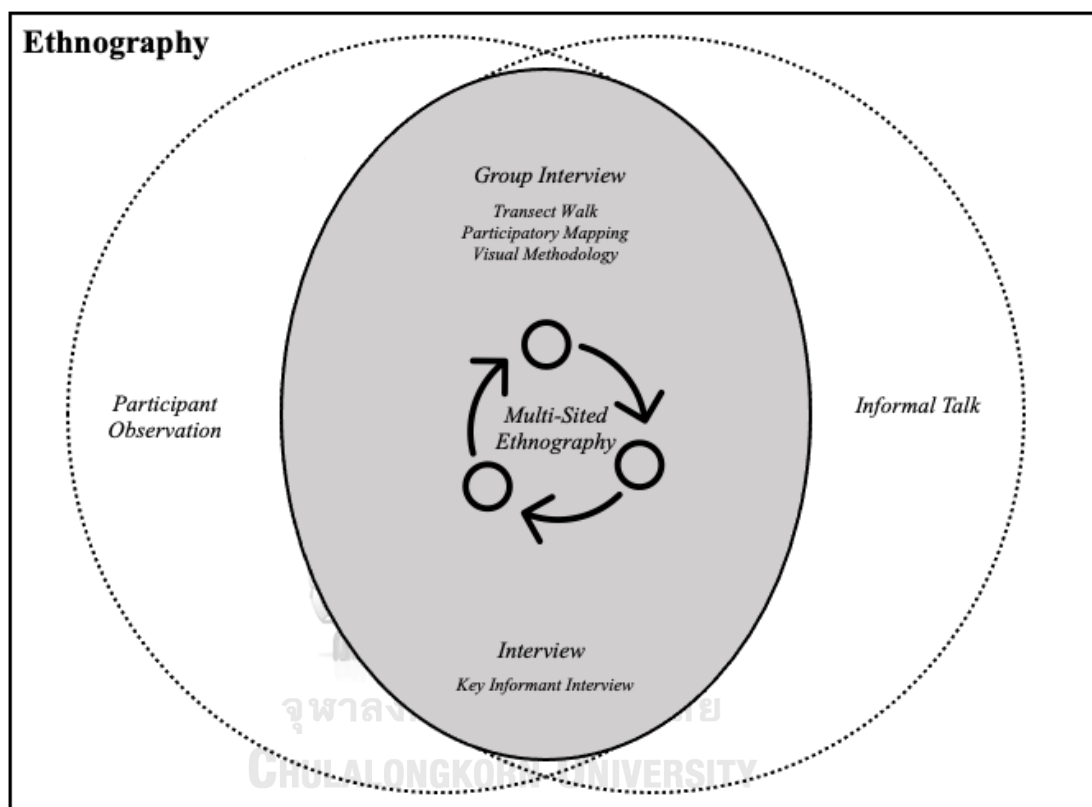 Ethnography
Group Interview
Transect Walk
Participatory Mapping
Visual Methodology
Participant
Observation
Multi-Sited
Ethnography
Informal Talk
Interview
Key Informant Interview
CHULALONGKORN UNIVERSITY